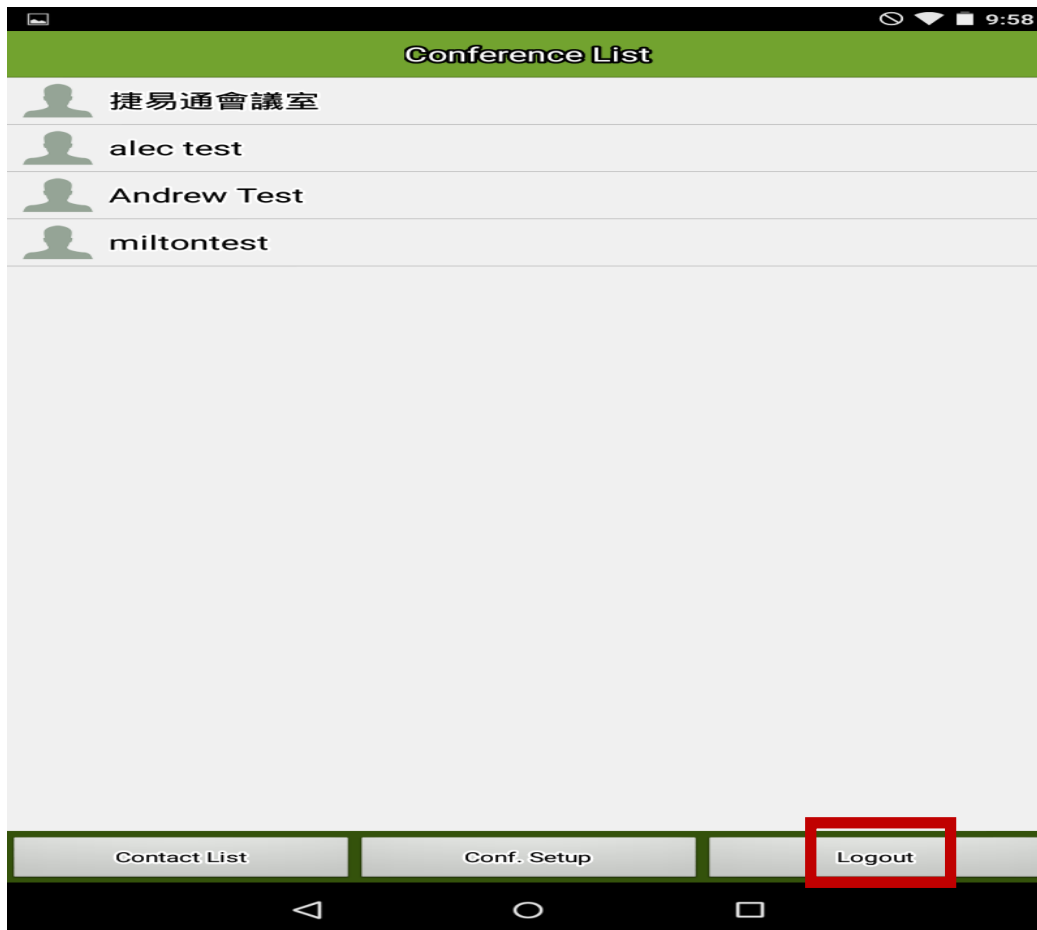 9:58
Conference List
捷易通會議室
alec test
Andrew Test
miltontest
Contact List Conf. Setup Logout